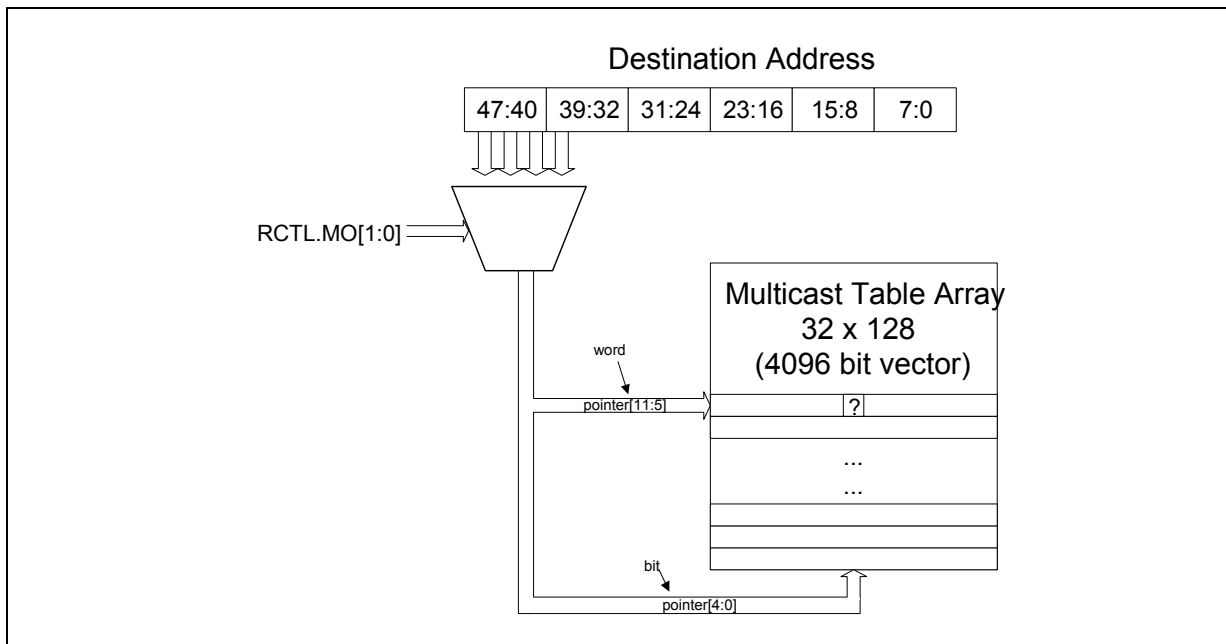 Destination Address
47:40 39:32 31:24 23:16 15:8 7:0
RCTL.MO[1:0]
Multicast Table Array
32 x 128
(4096 bit vector)
word
pointer[11:5]
?
...
...
bit
pointer[4:0]